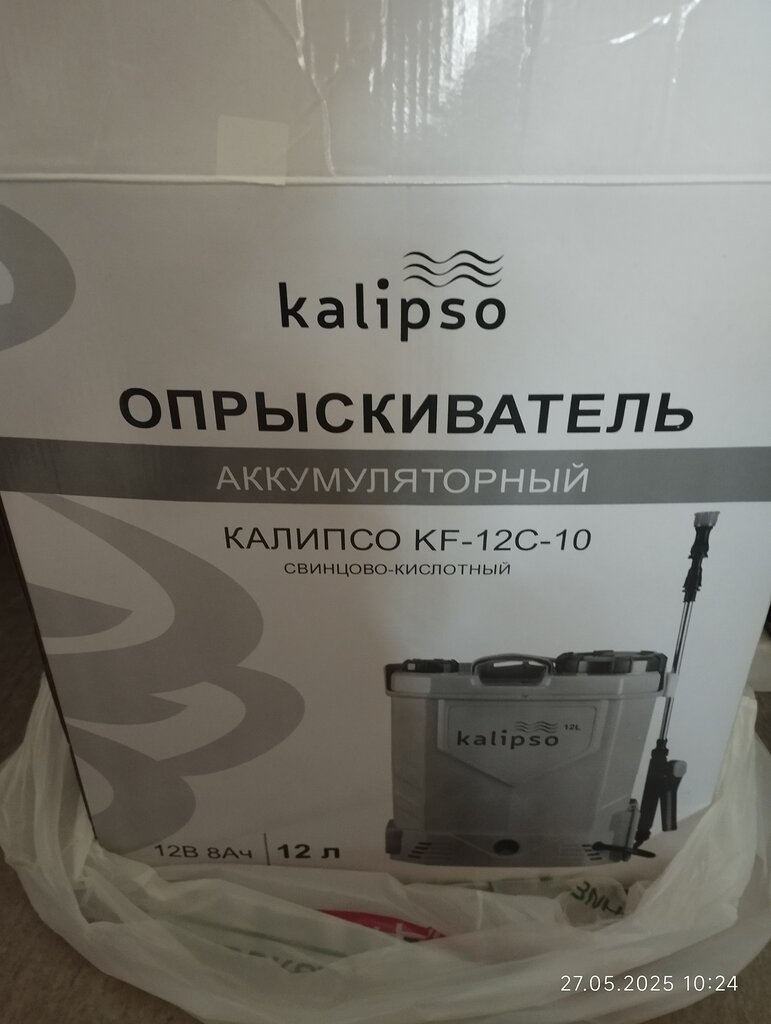 kalipso
ОПРЫСКИВАТЕЛЬ
АККУМУЛЯТОРНЫЙ
КАЛИПСО KF-12C-10
СВИНЦОВО-КИСЛОТНЫЙ
kalipso 12L
12В 8Ач 12 л
27.05.2025 10:24